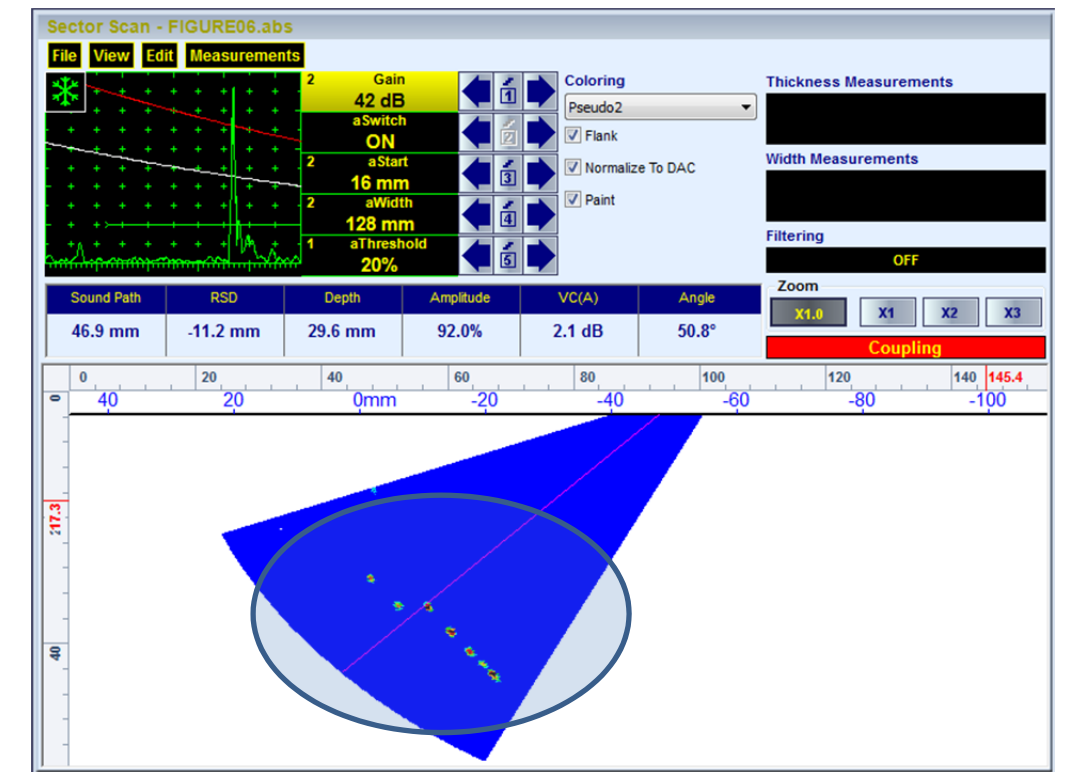 Sector Scan - FIGURE06.abs
File View Edit Measurements
2 Gain
42 dB
1
aSwitch
ON
2
2 aStart
16 mm
3
2 aWidth
128 mm
4
1 aThreshold
20%
5
Coloring
Pseudo2
Flank
Normalize To DAC
Paint
Thickness Measurements
Width Measurements
Filtering
OFF
Zoom
X1.0 X1 X2 X3
Coupling
Sound Path RSD Depth Amplitude VC(A) Angle
46.9 mm -11.2 mm 29.6 mm 92.0% 2.1 dB 50.8°
0 20 40 60 80 100 120 140 145.4
0 40 20 0mm -20 -40 -60 -80 -100
217.3
40